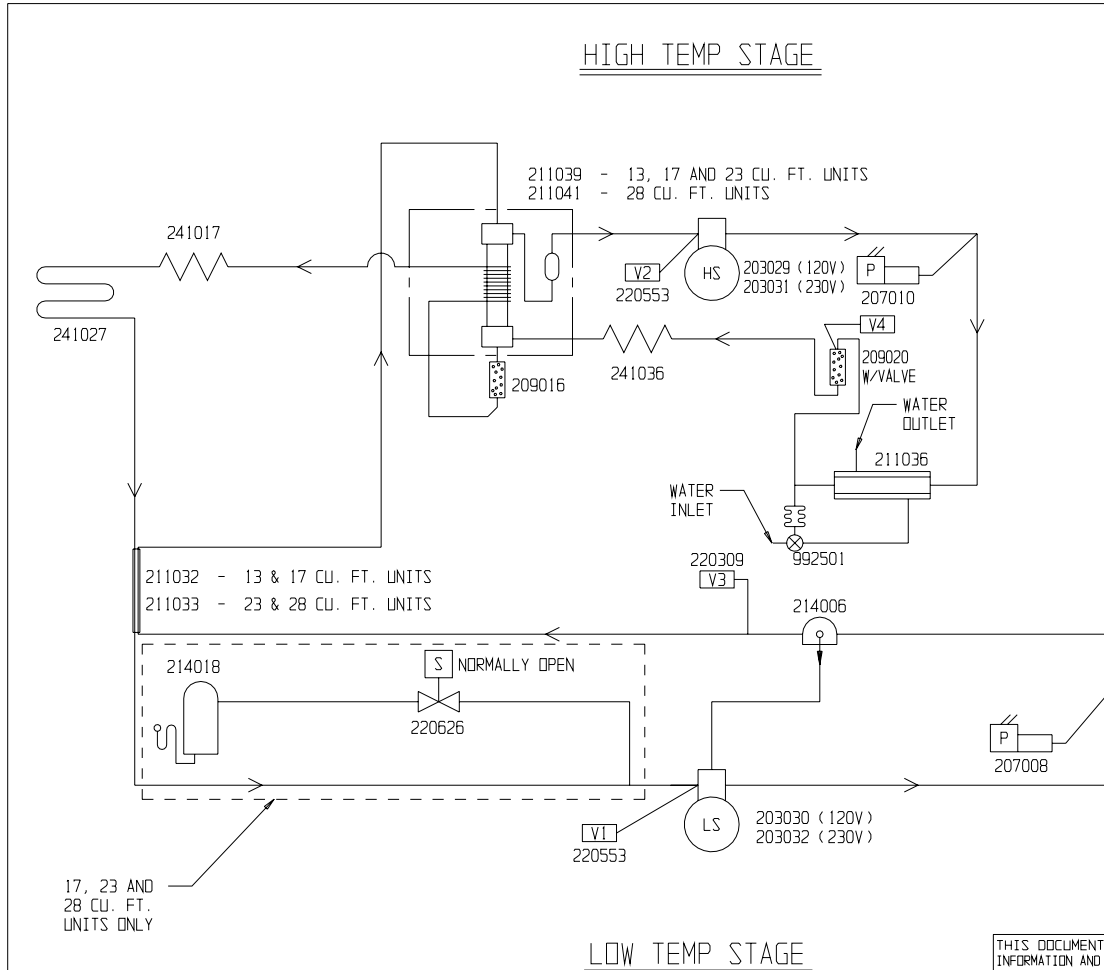 HIGH TEMP STAGE
211039 - 13, 17 AND 23 CU. FT. UNITS
211041 - 28 CU. FT. UNITS
241017
241027
V2
220553
HS
203029 (120V)
203031 (230V)
P
207010
V4
209020
W/VALVE
241036
209016
WATER
OUTLET
211036
WATER
INLET
992501
220309
V3
214006
211032 - 13 & 17 CU. FT. UNITS
211033 - 23 & 28 CU. FT. UNITS
214018
S
NORMALLY OPEN
220626
P
207008
V1
220553
LS
203030 (120V)
203032 (230V)
17, 23 AND
28 CU. FT.
UNITS ONLY
LOW TEMP STAGE
THIS DOCUMENT
INFORMATION AND